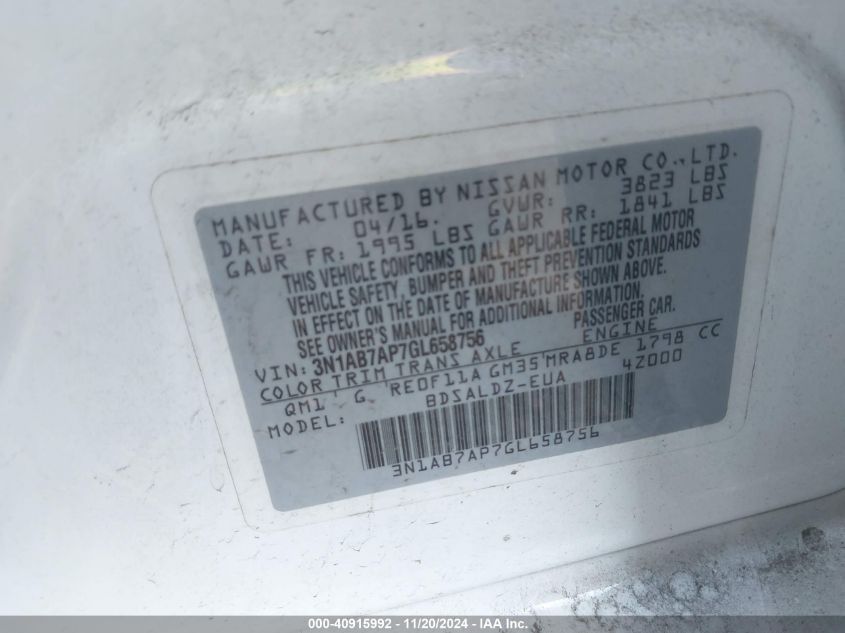 MANUFACTURED BY NISSAN MOTOR CO.,LTD.
DATE: 04/16. GVWR: 3823 LBS
GAWR FR: 1995 LBS GAWR RR: 1841 LBS
THIS VEHICLE CONFORMS TO ALL APPLICABLE FEDERAL MOTOR
VEHICLE SAFETY, BUMPER AND THEFT PREVENTION STANDARDS
IN EFFECT ON THE DATE OF MANUFACTURE SHOWN ABOVE.
SEE OWNER'S MANUAL FOR ADDITIONAL INFORMATION.
VIN: 3N1AB7AP7GL658756 PASSENGER CAR.
COLOR TRIM TRANS AXLE ENGINE
QM1 G RE0F11A GM35 MRA8DE 1798 CC
MODEL: BDSALDZ-EUA 4Z000
3N1AB7AP7GL658756
000-40915992 - 11/20/2024 - IAA Inc.